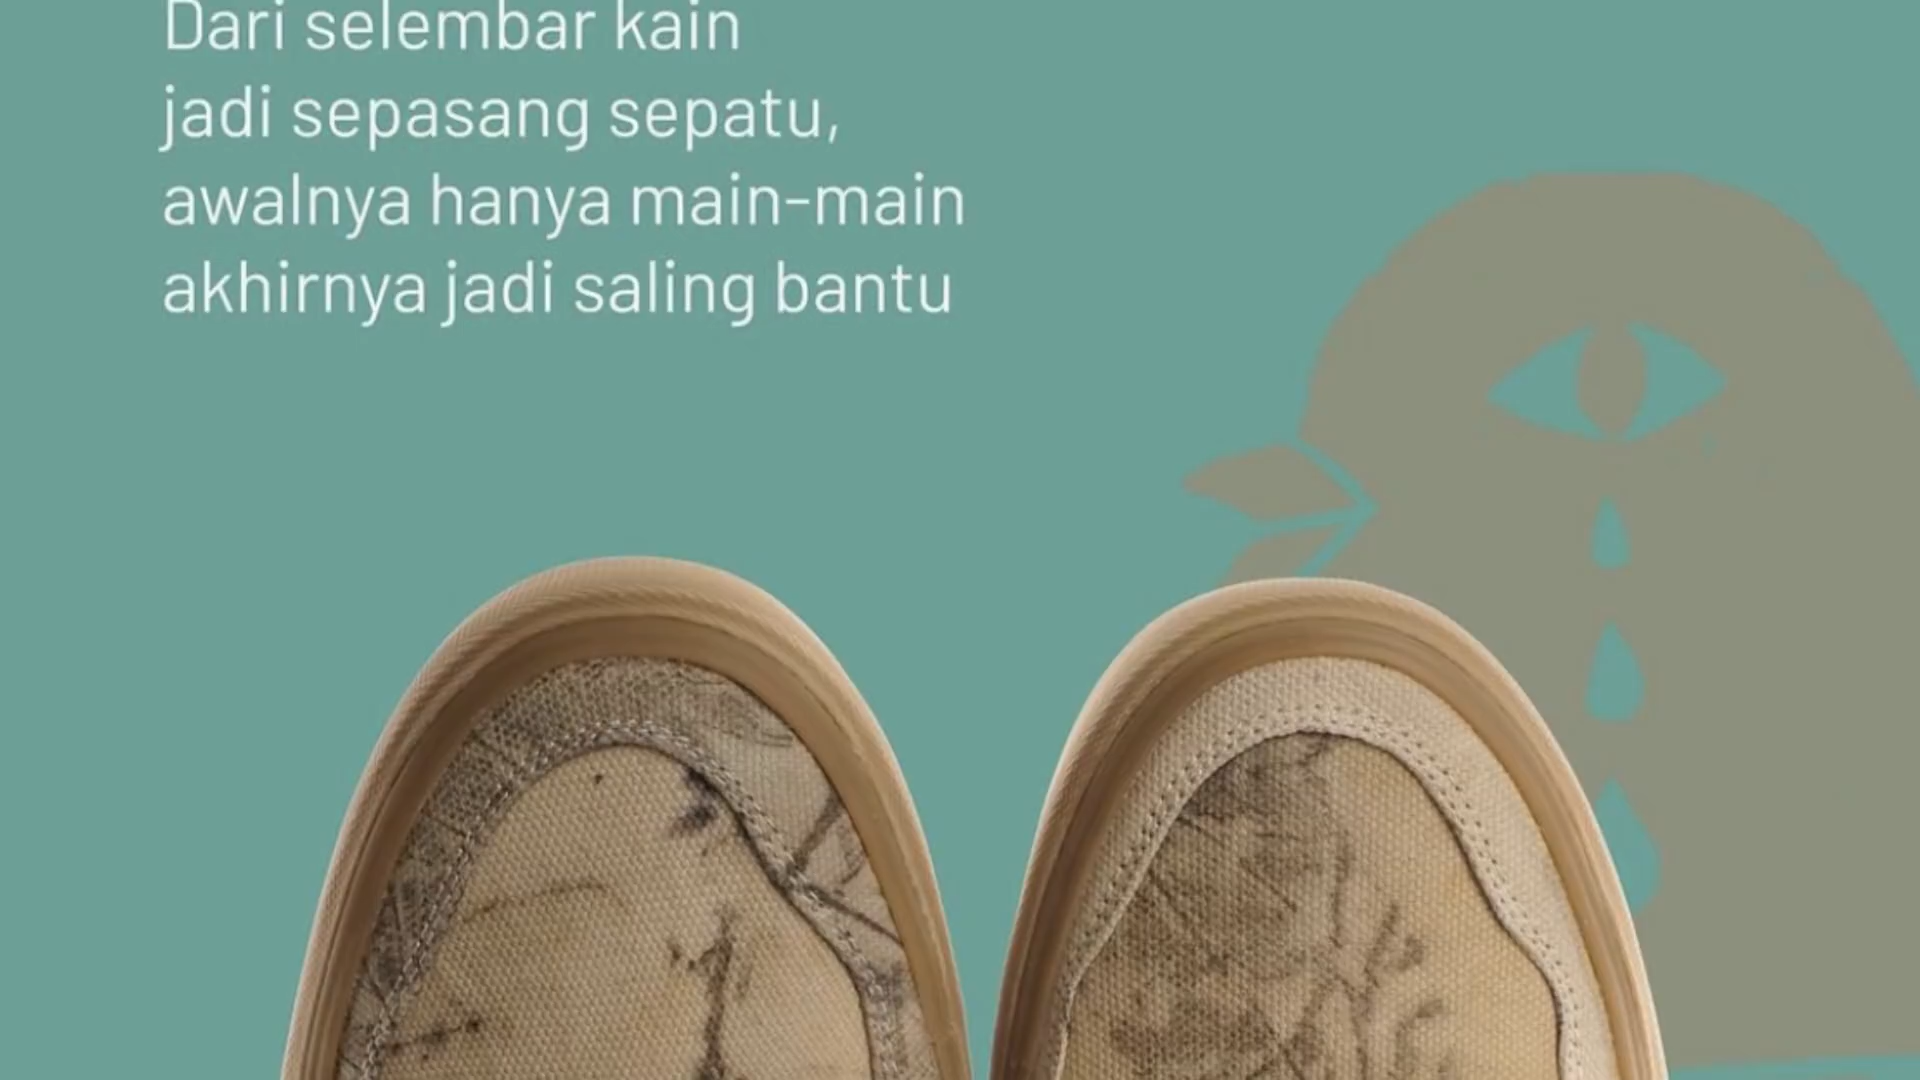 Dari selembar kain
jadi sepasang sepatu,
awalnya hanya main-main
akhirnya jadi saling bantu